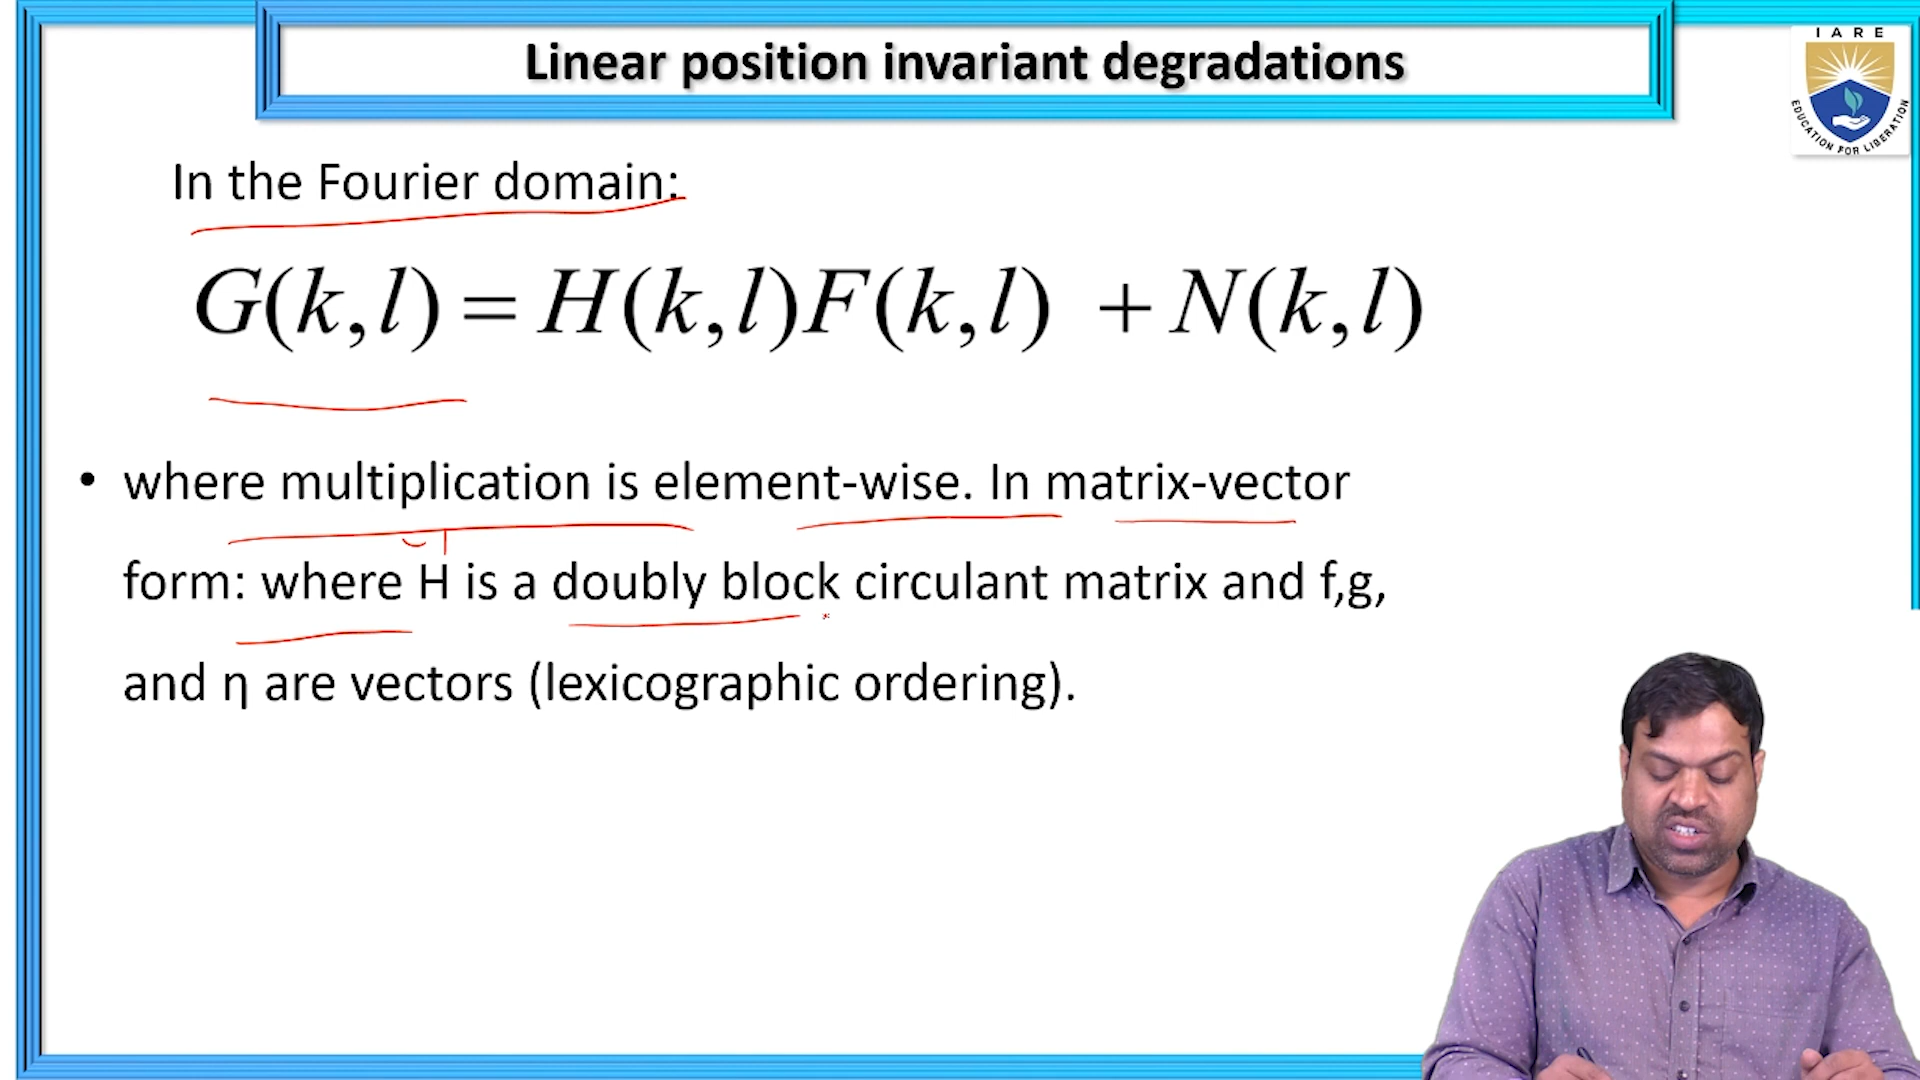 Linear position invariant degradations
IARE
EDUCATION FOR LIBERATION
In the Fourier domain:
G(k,l) = H(k,l)F(k,l) + N(k,l)
• where multiplication is element-wise. In matrix-vector
form: where H is a doubly block circulant matrix and f,g,
and η are vectors (lexicographic ordering).